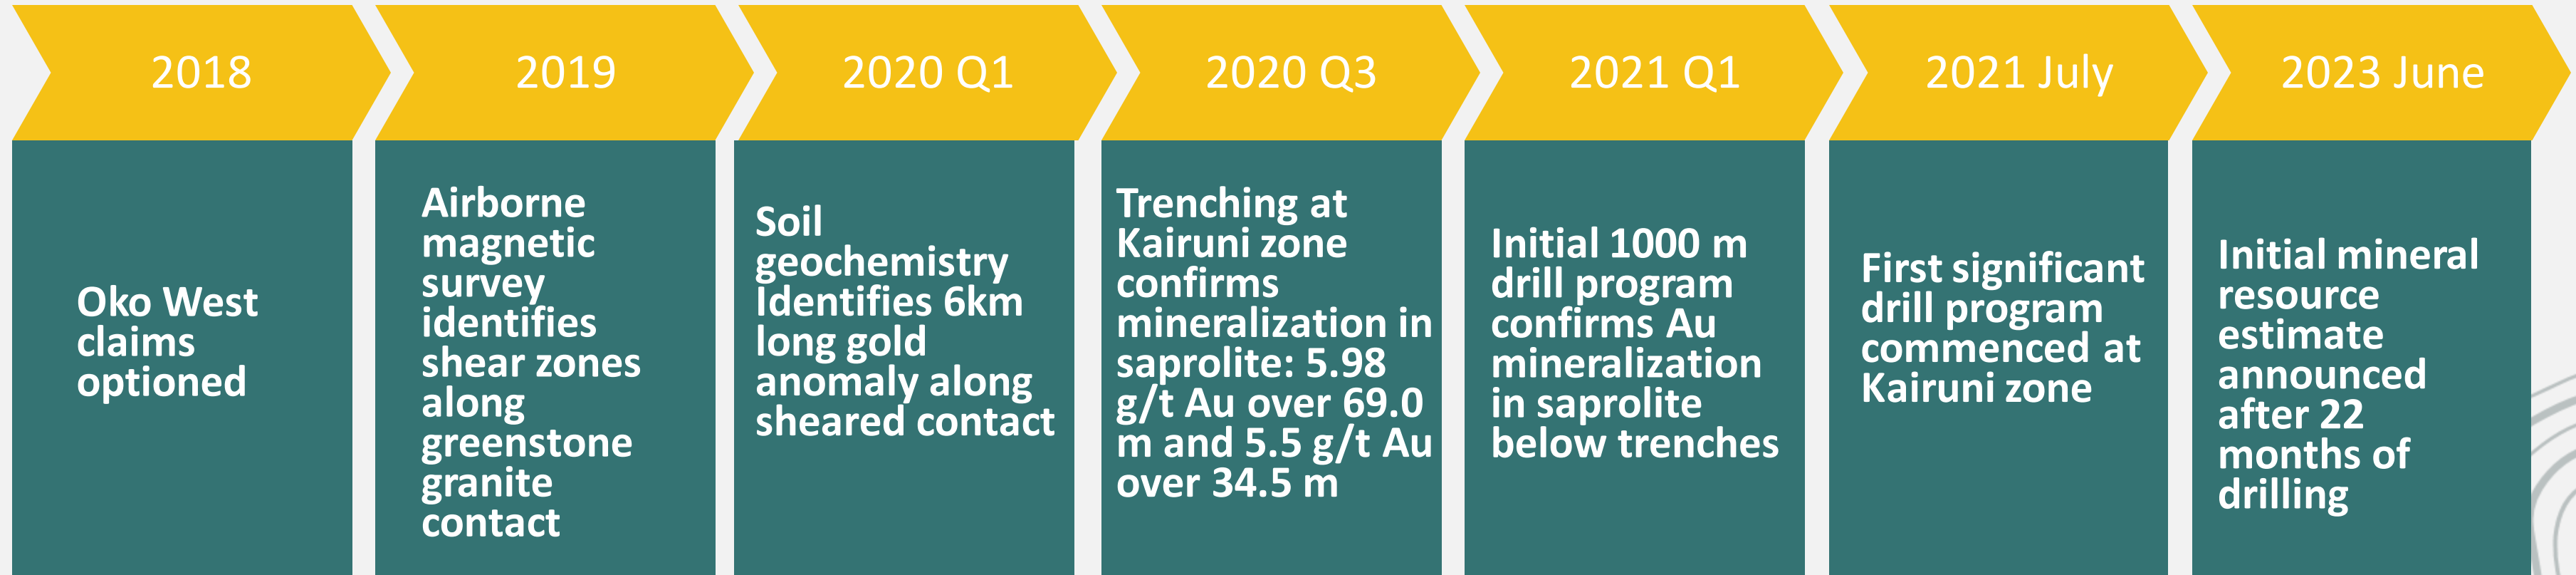 2018
2019
2020 Q1
2020 Q3
2021 Q1
2021 July
2023 June
Oko West
claims
optioned
Airborne
magnetic
survey
identifies
shear zones
along
greenstone
granite
contact
Soil
geochemistry
Identifies 6km
long gold
anomaly along
sheared contact
Trenching at
Kairuni zone
confirms
mineralization in
saprolite: 5.98
g/t Au over 69.0
m and 5.5 g/t Au
over 34.5 m
Initial 1000 m
drill program
confirms Au
mineralization
in saprolite
below trenches
First significant
drill program
commenced at
Kairuni zone
Initial mineral
resource
estimate
announced
after 22
months of
drilling